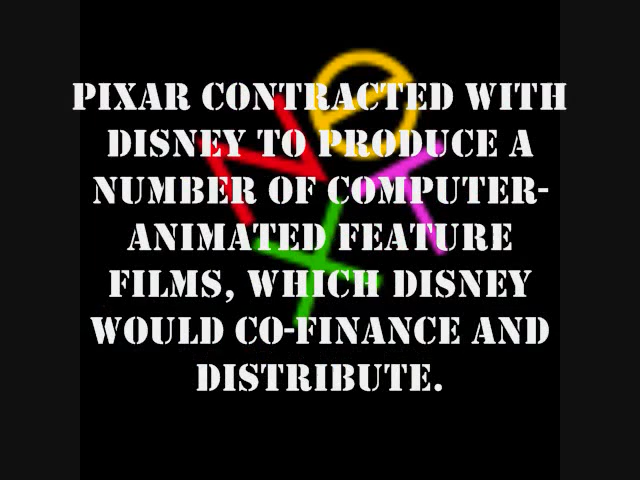 PIXAR CONTRACTED WITH
DISNEY TO PRODUCE A
NUMBER OF COMPUTER-
ANIMATED FEATURE
FILMS, WHICH DISNEY
WOULD CO-FINANCE AND
DISTRIBUTE.